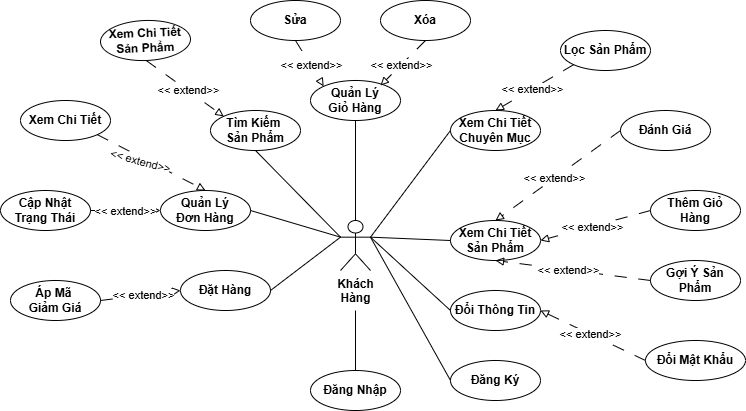 Sửa
Xóa
Xem Chi Tiết
Sản Phẩm
Lọc Sản Phẩm
<< extend>>
<< extend>>
<< extend>>
<< extend>>
Quản Lý
Giỏ Hàng
Xem Chi Tiết
Tìm Kiếm
Sản Phẩm
Xem Chi Tiết
Chuyên Mục
Đánh Giá
<< extend>>
<< extend>>
Cập Nhật
Trạng Thái
<< extend>>
Quản Lý
Đơn Hàng
Thêm Giỏ
Hàng
<< extend>>
Xem Chi Tiết
Sản Phẩm
<< extend>>
Gợi Ý Sản
Phẩm
Áp Mã
Giảm Giá
<< extend>>
Đặt Hàng
Khách
Hàng
Đổi Thông Tin
<< extend>>
Đổi Mật Khẩu
Đăng Nhập
Đăng Ký